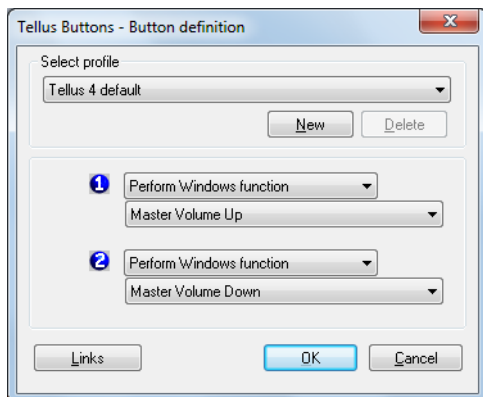 Tellus Buttons - Button definition
X
Select profile
Tellus 4 default
New Delete
1 Perform Windows function
Master Volume Up
2 Perform Windows function
Master Volume Down
Links OK Cancel